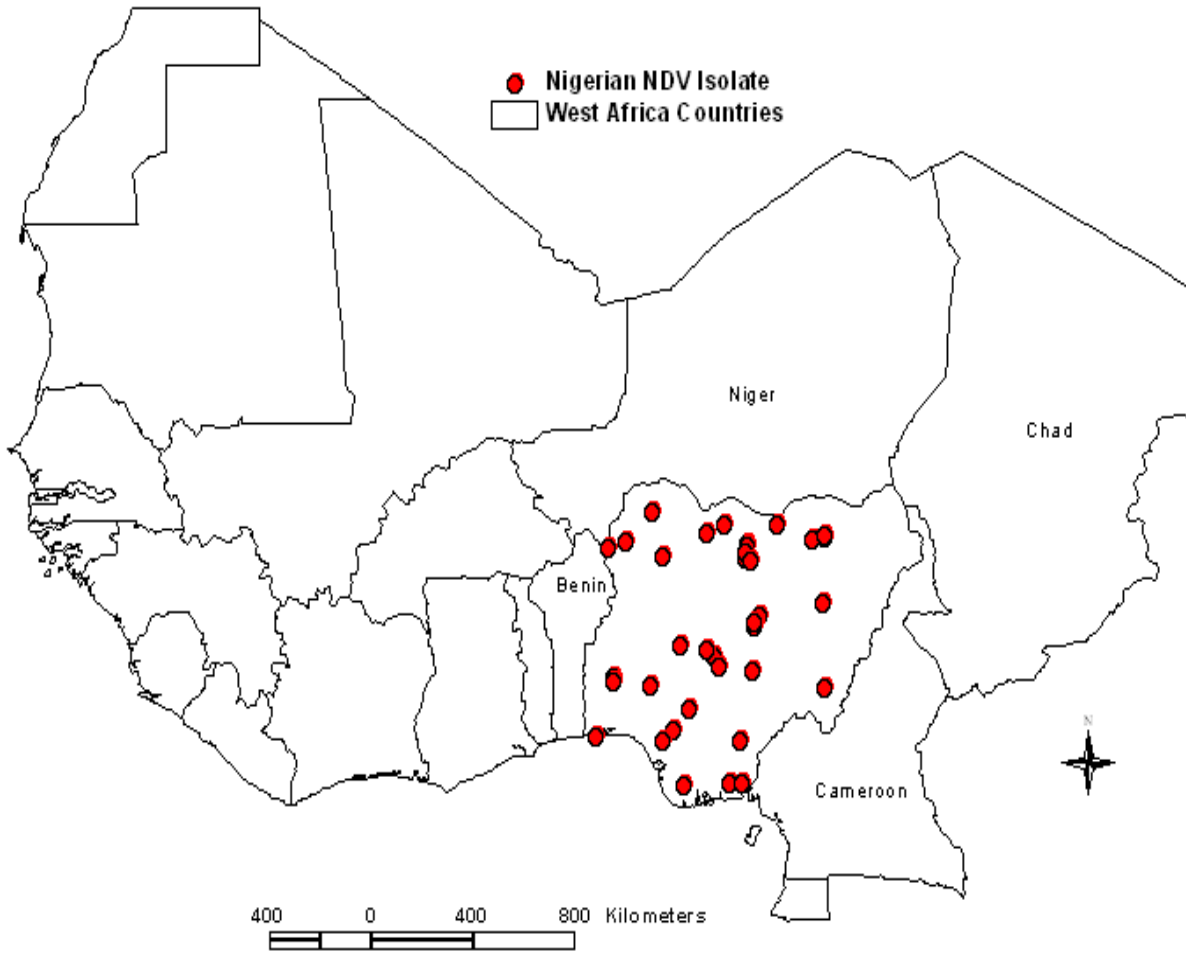 Nigerian NDV Isolate
West Africa Countries
Niger
Chad
Benin
N
Cameroon
400 0 400 800 Kilometers